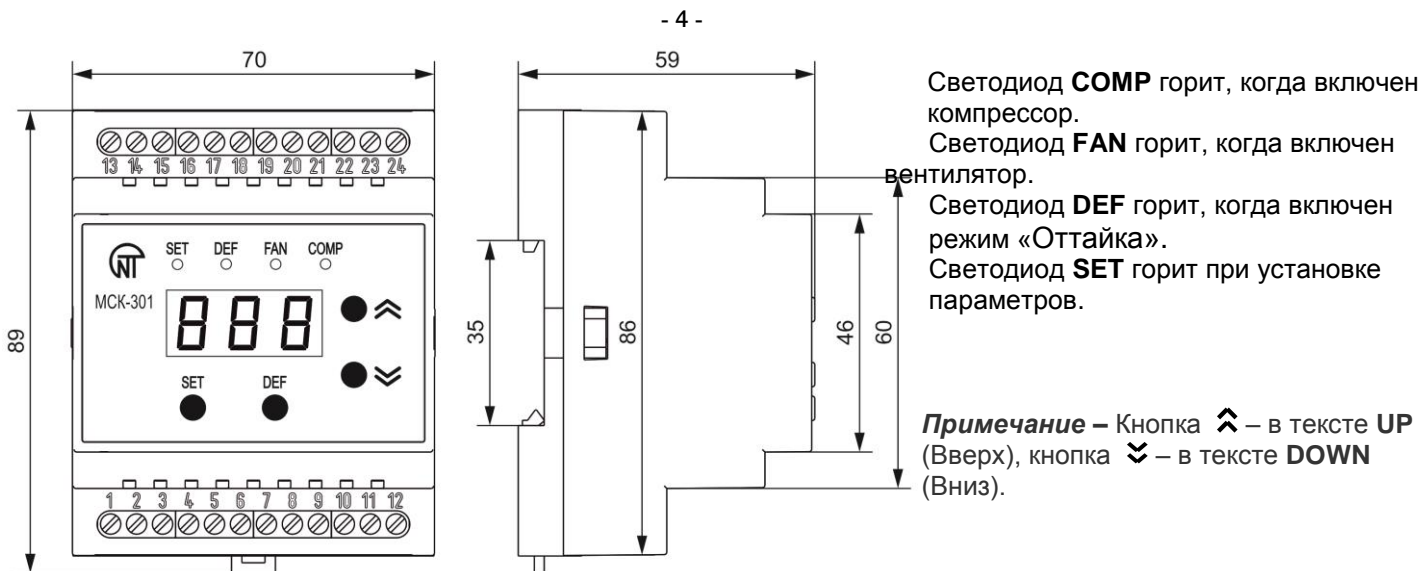 - 4 -
70
59
Светодиод COMP горит, когда включен
компрессор.
Светодиод FAN горит, когда включен
вентилятор.
Светодиод DEF горит, когда включен
режим «Оттайка».
Светодиод SET горит при установке
параметров.
Примечание – Кнопка – в тексте UP
(Вверх), кнопка – в тексте DOWN
(Вниз).
13 14 15 16 17 18 19 20 21 22 23 24
NT
SET DEF FAN COMP
МСК-301
888
SET DEF
1 2 3 4 5 6 7 8 9 10 11 12
89
35
86
46
60